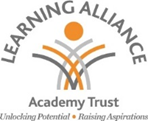 LEARNING ALLIANCE
Academy Trust
Unlocking Potential • Raising Aspirations